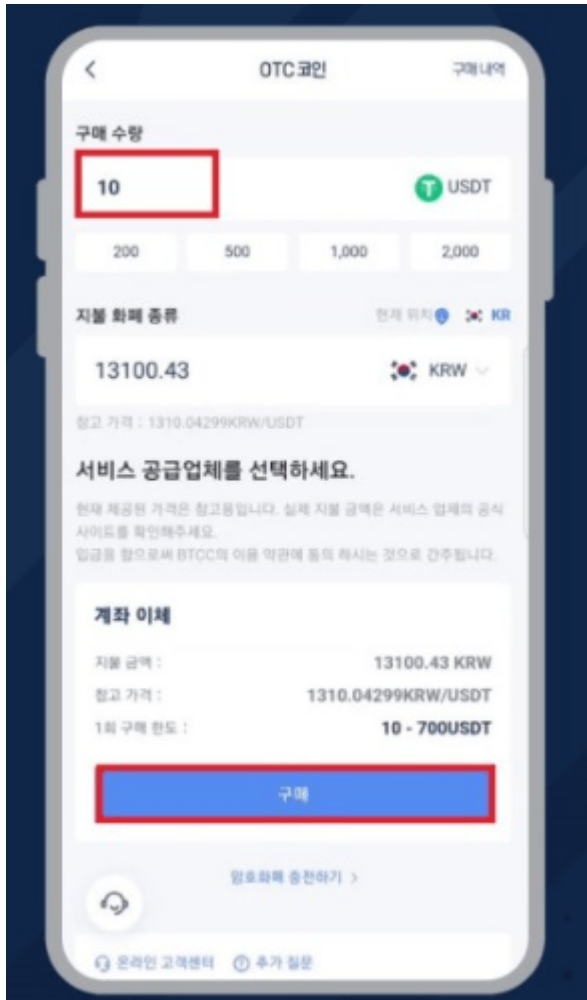 OTC코인
구매내역
구매 수량
10
USDT
200
500
1,000
2,000
지불 화폐 종류
현재 위치
KR
13100.43
KRW
참고 가격 : 1310.04299KRW/USDT
서비스 공급업체를 선택하세요.
현재 제공된 가격은 참고용입니다. 실제 지불 금액은 서비스 업체의 공식
사이트를 확인해주세요.
입금을 함으로써 BTCC의 이용 약관에 동의 하시는 것으로 간주됩니다.
계좌 이체
지불 금액 :
13100.43 KRW
참고 가격 :
1310.04299KRW/USDT
1회 구매 한도 :
10 - 700USDT
구매
암호화폐 충전하기 >
온라인 고객센터
추가 질문